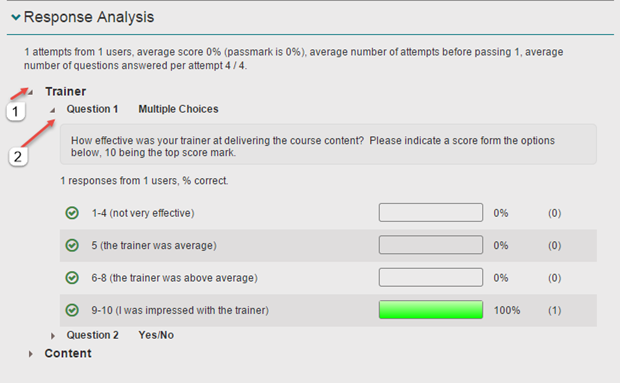 Response Analysis
1 attempts from 1 users, average score 0% (passmark is 0%), average number of attempts before passing 1, average
number of questions answered per attempt 4 / 4.
Trainer
1
Question 1 Multiple Choices
2
How effective was your trainer at delivering the course content? Please indicate a score form the options
below, 10 being the top score mark.
1 responses from 1 users, % correct.
1-4 (not very effective) 0% (0)
5 (the trainer was average) 0% (0)
6-8 (the trainer was above average) 0% (0)
9-10 (I was impressed with the trainer) 100% (1)
Question 2 Yes/No
Content